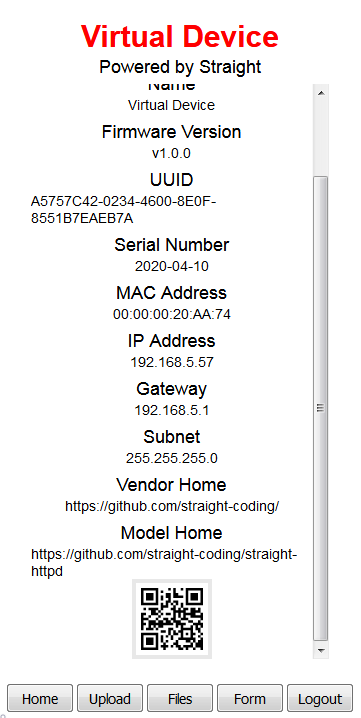 Virtual Device
Powered by Straight
Name
Virtual Device
Firmware Version
v1.0.0
UUID
A5757C42-0234-4600-8E0F-
8551B7EAEB7A
Serial Number
2020-04-10
MAC Address
00:00:00:20:AA:74
IP Address
192.168.5.57
Gateway
192.168.5.1
Subnet
255.255.255.0
Vendor Home
https://github.com/straight-coding/
Model Home
https://github.com/straight-coding/straight-
httpd
Home Upload Files Form Logout